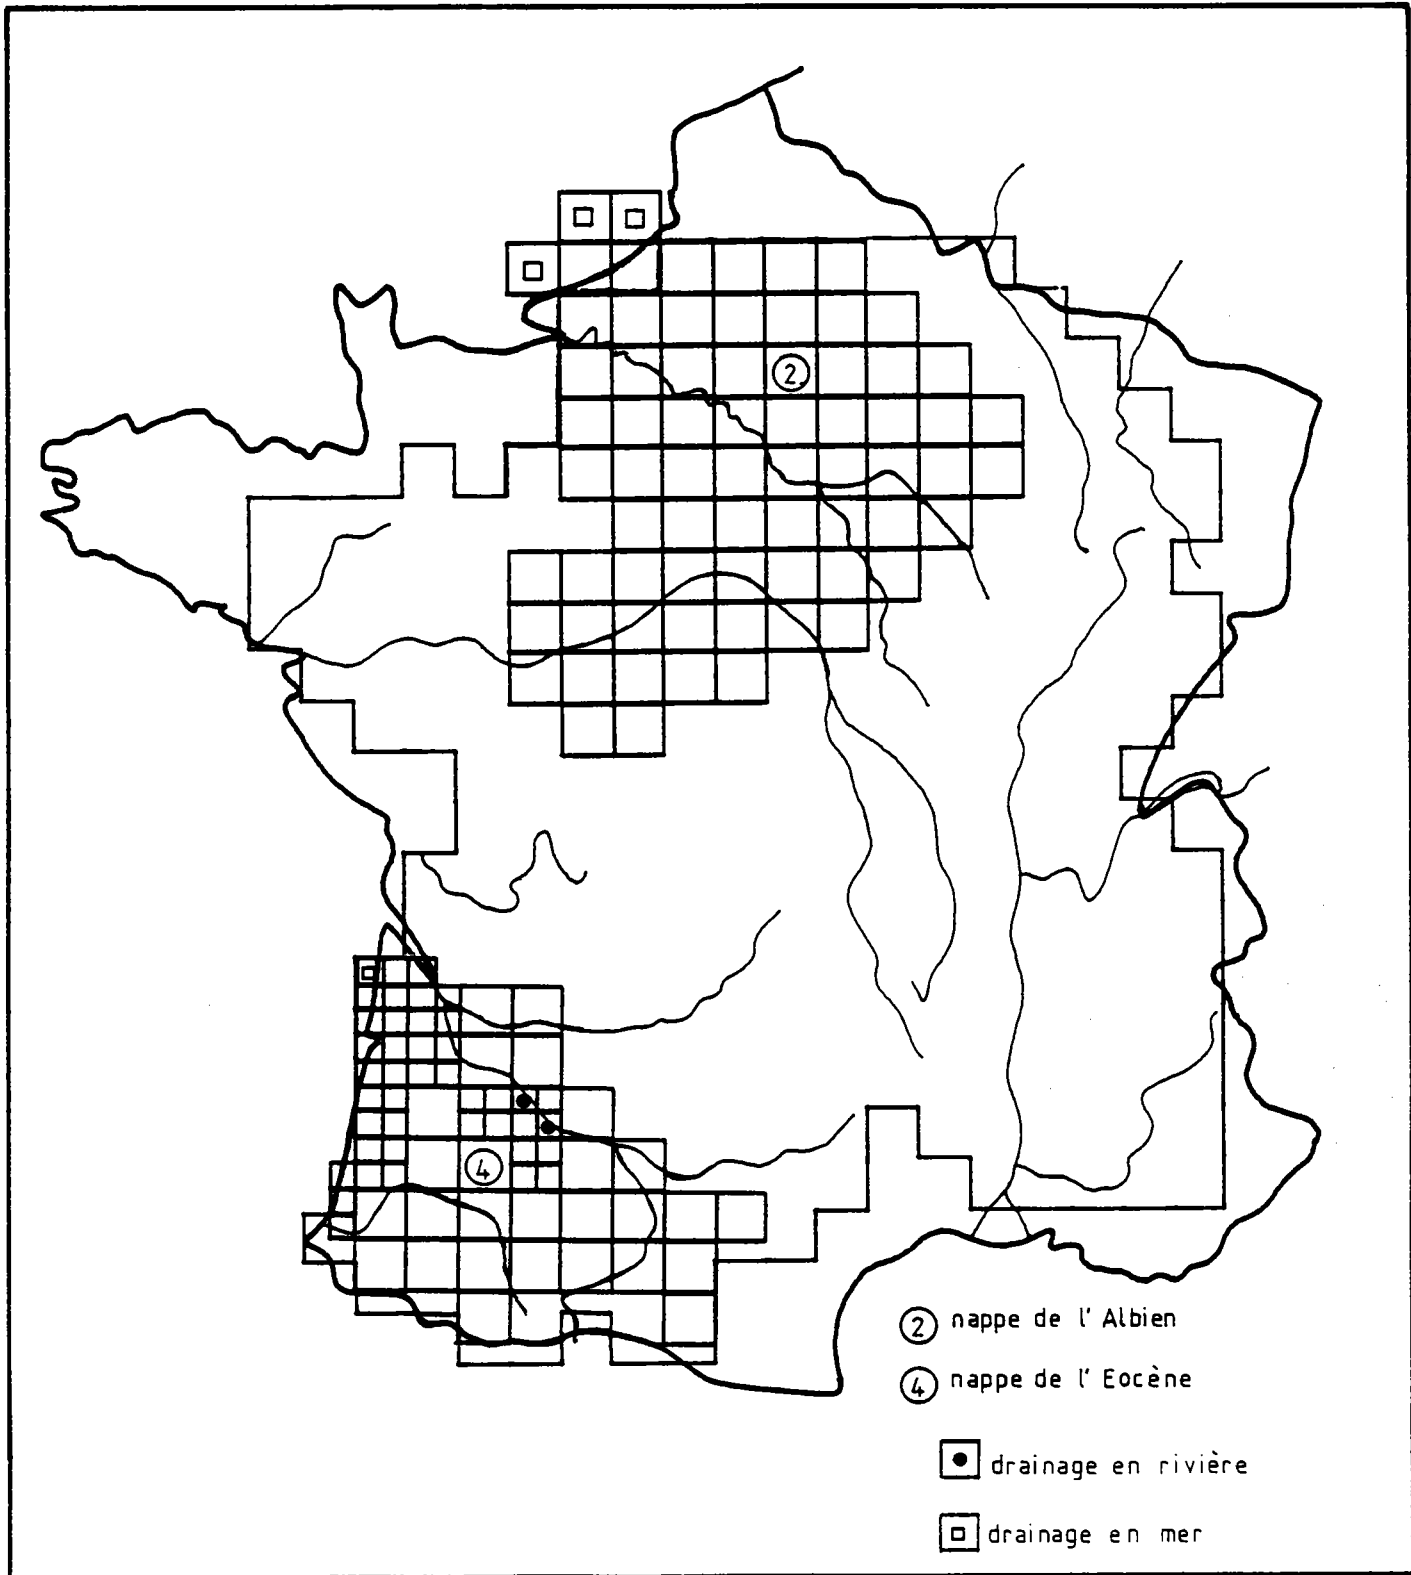 2.
4
2 nappe de l' Albien
4 nappe de l' Eocène
drainage en rivière
drainage en mer